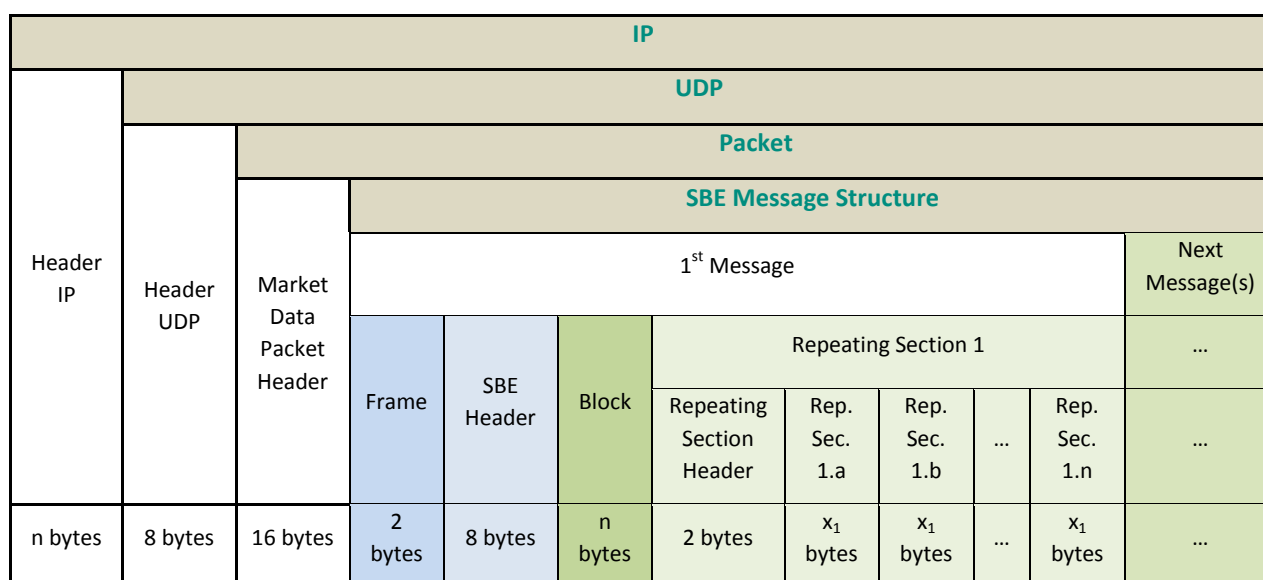 IP
UDP
Packet
SBE Message Structure
Header
IP
Header
UDP
Market
Data
Packet
Header
1st Message
Next
Message(s)
Frame
SBE
Header
Block
Repeating Section 1
...
Repeating
Section
Header
Rep.
Sec.
1.a
Rep.
Sec.
1.b
...
Rep.
Sec.
1.n
...
n bytes
8 bytes
16 bytes
2
bytes
8 bytes
n
bytes
2 bytes
x1
bytes
x1
bytes
...
x1
bytes
...